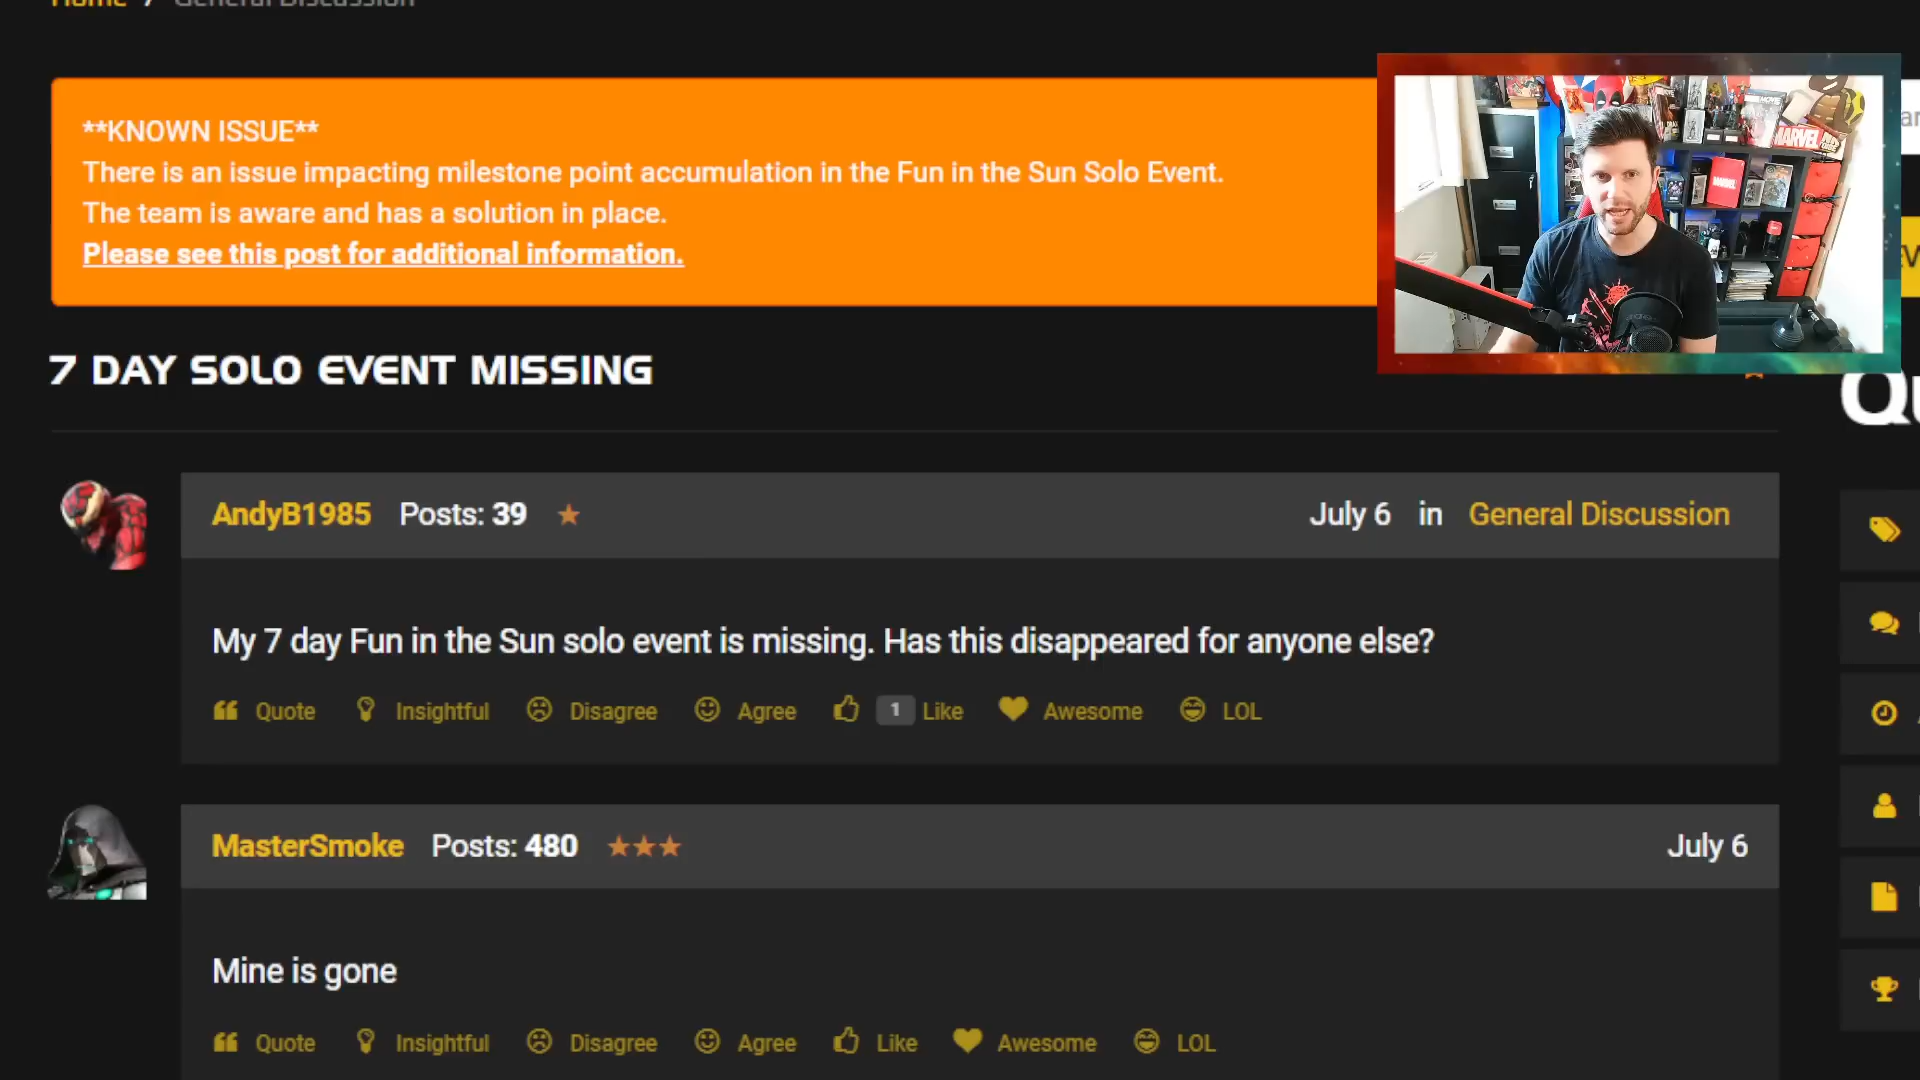 Home / General Discussion
**KNOWN ISSUE**
There is an issue impacting milestone point accumulation in the Fun in the Sun Solo Event.
The team is aware and has a solution in place.
Please see this post for additional information.
MARVEL
7 DAY SOLO EVENT MISSING
AndyB1985 Posts: 39 July 6 in General Discussion
My 7 day Fun in the Sun solo event is missing. Has this disappeared for anyone else?
Quote Insightful Disagree Agree 1 Like Awesome LOL
MasterSmoke Posts: 480 July 6
Mine is gone
Quote Insightful Disagree Agree Like Awesome LOL